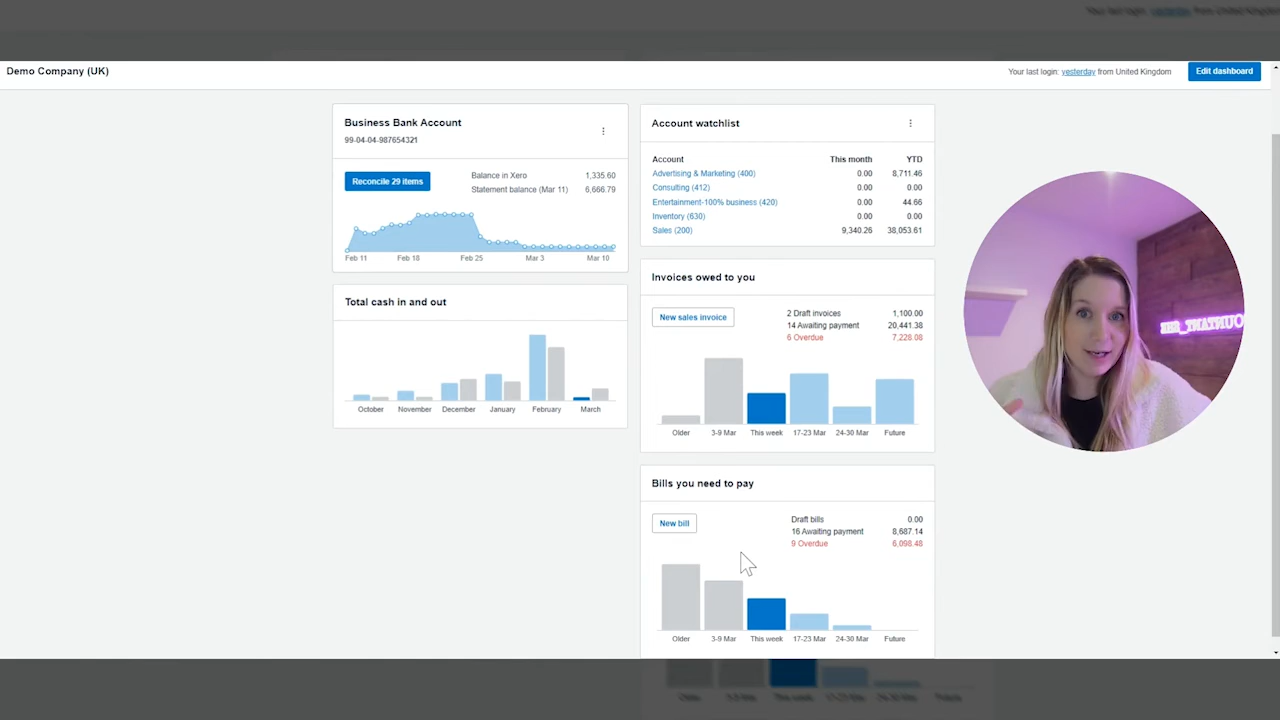 Your last login: yesterday from United Kingdom
Demo Company (UK)
Your last login: yesterday from United Kingdom
Edit dashboard
Business Bank Account
99-04-04-987654321
Reconcile 29 items
Balance in Xero 1,335.60
Statement balance (Mar 11) 6,666.79
Feb 11 Feb 18 Feb 25 Mar 3 Mar 10
Total cash in and out
October November December January February March
Account watchlist
Account This month YTD
Advertising & Marketing (400) 0.00 8,711.46
Consulting (412) 0.00 0.00
Entertainment-100% business (420) 0.00 44.66
Inventory (630) 0.00 0.00
Sales (200) 9,340.26 38,053.61
Invoices owed to you
New sales invoice
2 Draft invoices 1,100.00
14 Awaiting payment 20,441.38
6 Overdue 7,228.08
Older 3-9 Mar This week 17-23 Mar 24-30 Mar Future
Bills you need to pay
New bill
Draft bills 0.00
16 Awaiting payment 8,687.14
9 Overdue 6,098.48
Older 3-9 Mar This week 17-23 Mar 24-30 Mar Future